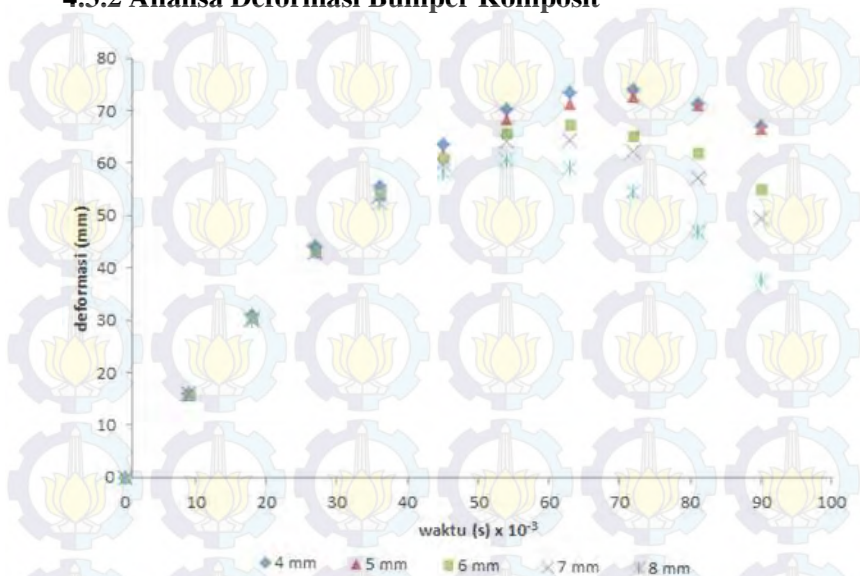 4.3.2 Analisa Deformasi Bumper Komposit
80
70
60
50
40
30
20
10
0
deformasi (mm)
0 10 20 30 40 50 60 70 80 90 100
waktu (s) x 10⁻³
4 mm 5 mm 6 mm 7 mm 8 mm